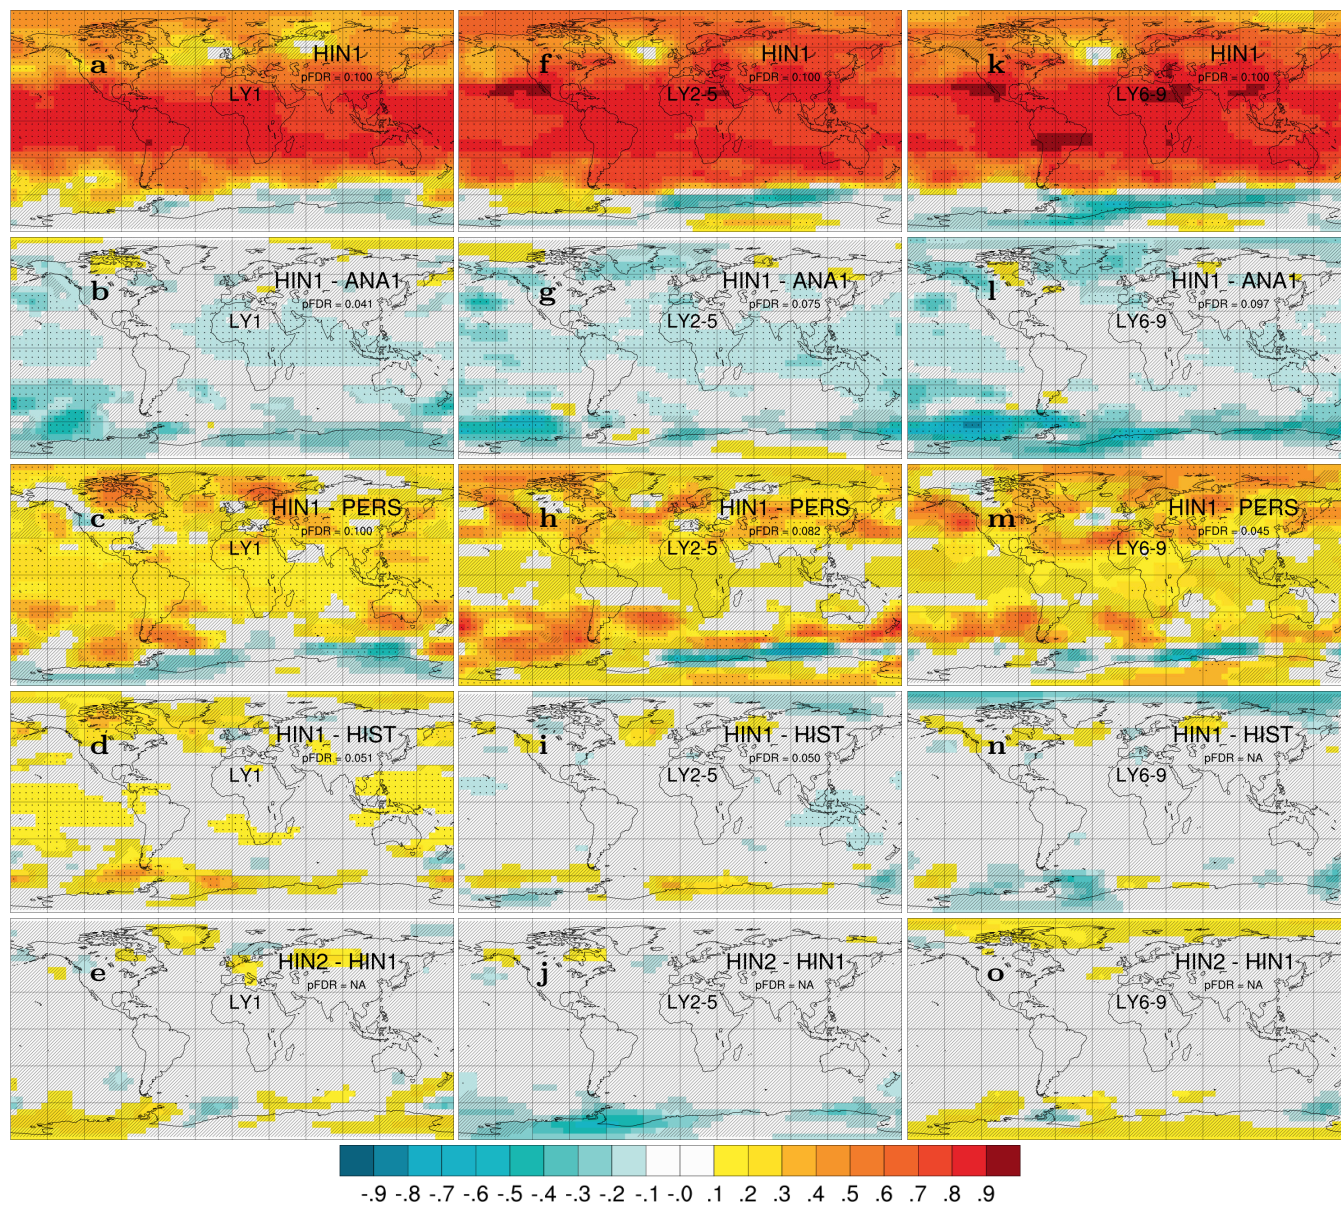 a HIN1
pFDR = 0.100
LY1
f HIN1
pFDR = 0.100
LY2-5
k HIN1
pFDR = 0.100
LY6-9
b HIN1 - ANA1
pFDR = 0.041
LY1
g HIN1 - ANA1
pFDR = 0.075
LY2-5
l HIN1 - ANA1
pFDR = 0.097
LY6-9
c HIN1 - PERS
pFDR = 0.100
LY1
h HIN1 - PERS
pFDR = 0.082
LY2-5
m HIN1 - PERS
pFDR = 0.045
LY6-9
d HIN1 - HIST
pFDR = 0.051
LY1
i HIN1 - HIST
pFDR = 0.050
LY2-5
n HIN1 - HIST
pFDR = NA
LY6-9
e HIN2 - HIN1
pFDR = NA
LY1
j HIN2 - HIN1
pFDR = NA
LY2-5
o HIN2 - HIN1
pFDR = NA
LY6-9
-.9 -.8 -.7 -.6 -.5 -.4 -.3 -.2 -.1 -.0 .1 .2 .3 .4 .5 .6 .7 .8 .9